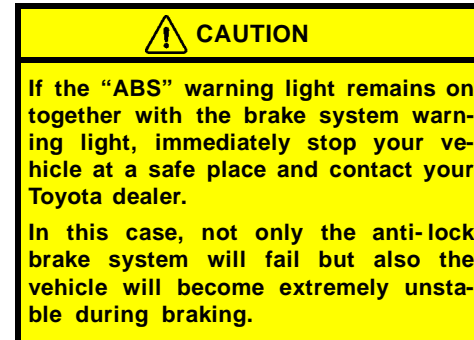 CAUTION
If the “ABS” warning light remains on
together with the brake system warn-
ing light, immediately stop your ve-
hicle at a safe place and contact your
Toyota dealer.
In this case, not only the anti-lock
brake system will fail but also the
vehicle will become extremely unsta-
ble during braking.